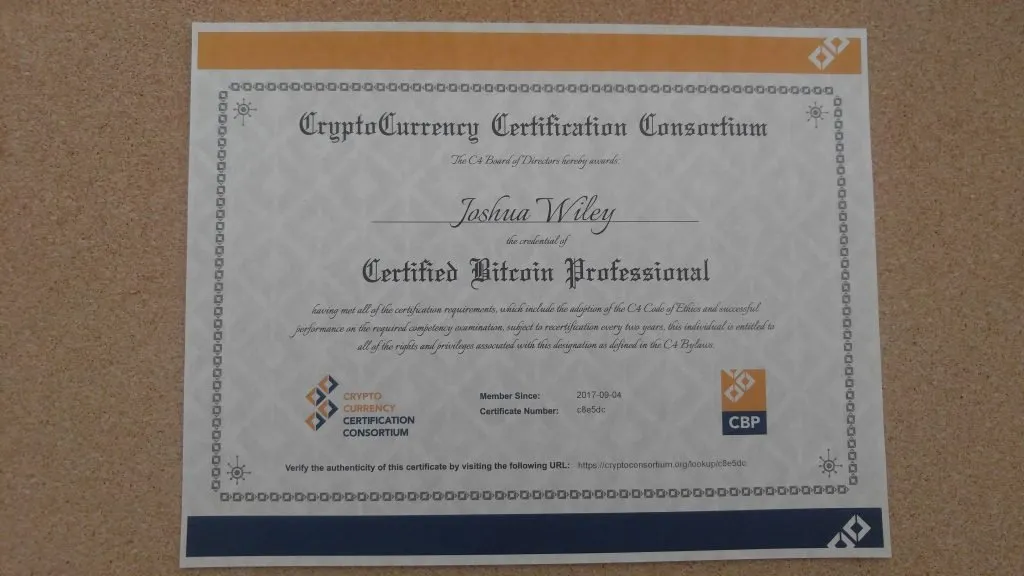 CryptoCurrency Certification Consortium
The C4 Board of Directors hereby awards:
Joshua Wiley
the credential of
Certified Bitcoin Professional
having met all of the certification requirements, which include the adoption of the C4 Code of Ethics and successful
performance on the required competency examination, subject to recertification every two years, this individual is entitled to
all of the rights and privileges associated with this designation as defined in the C4 Bylaws.
CRYPTO
CURRENCY
CERTIFICATION
CONSORTIUM
Member Since: 2017-09-04
Certificate Number: c8e5dc
CBP
Verify the authenticity of this certificate by visiting the following URL: https://cryptoconsortium.org/lookup/c8e5dc